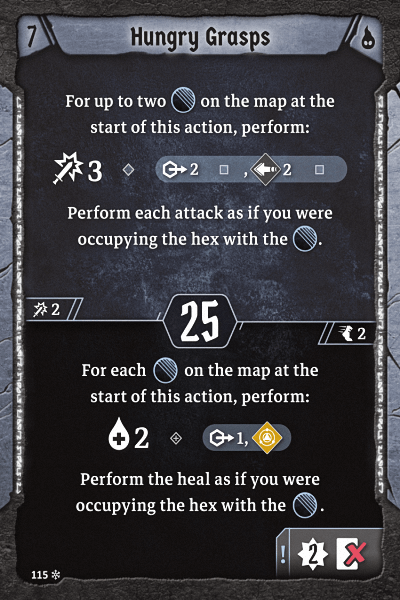 7 Hungry Grasps
For up to two on the map at the
start of this action, perform:
3 2 , 2
Perform each attack as if you were
occupying the hex with the .
2
25
2
For each on the map at the
start of this action, perform:
2 1,
Perform the heal as if you were
occupying the hex with the .
! 2
115